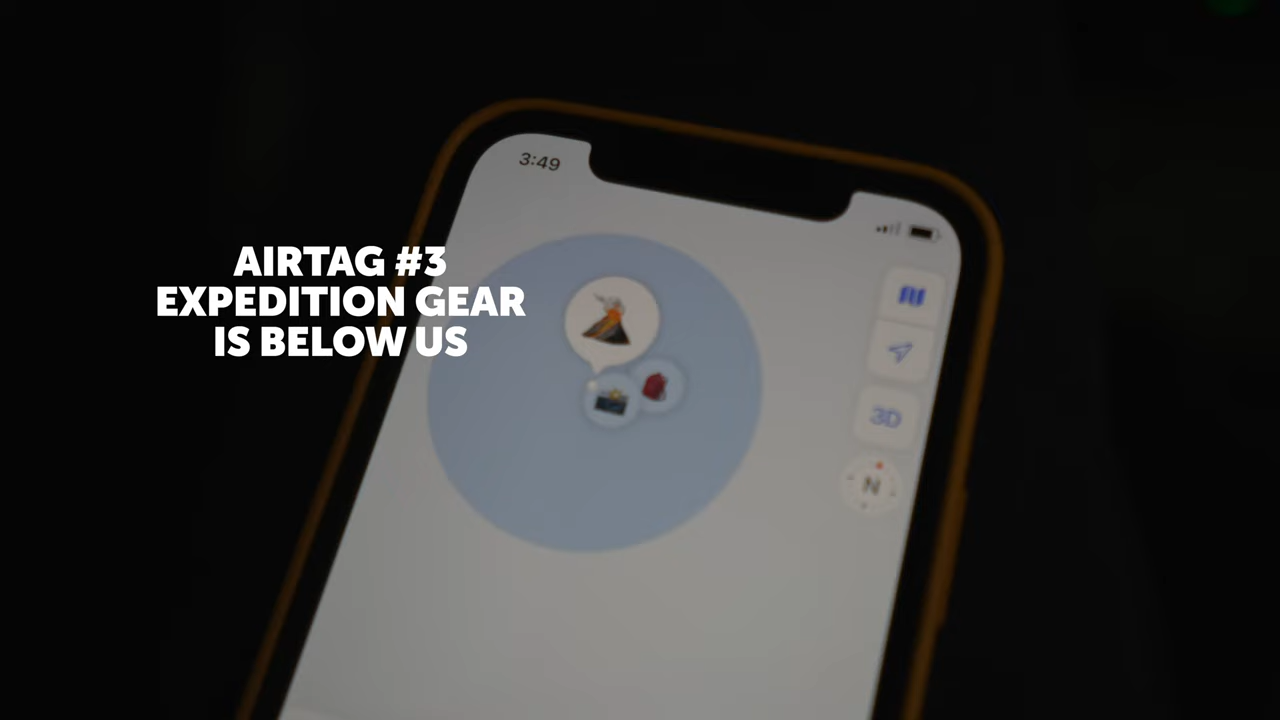 3:49
AIRTAG #3
EXPEDITION GEAR
IS BELOW US
3D
N